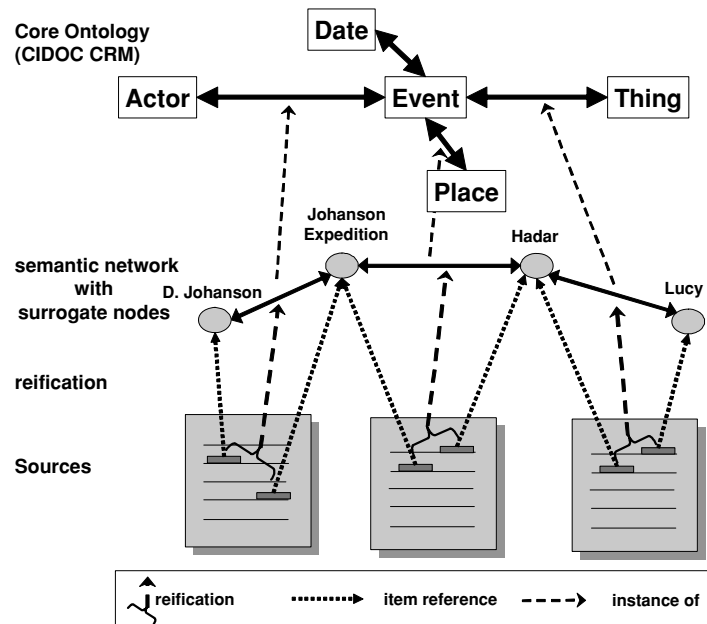 Core Ontology
(CIDOC CRM)
Date
Actor
Event
Thing
Place
Johanson
Expedition
Hadar
semantic network
with
surrogate nodes
D. Johanson
Lucy
reification
Sources
reification
item reference
instance of